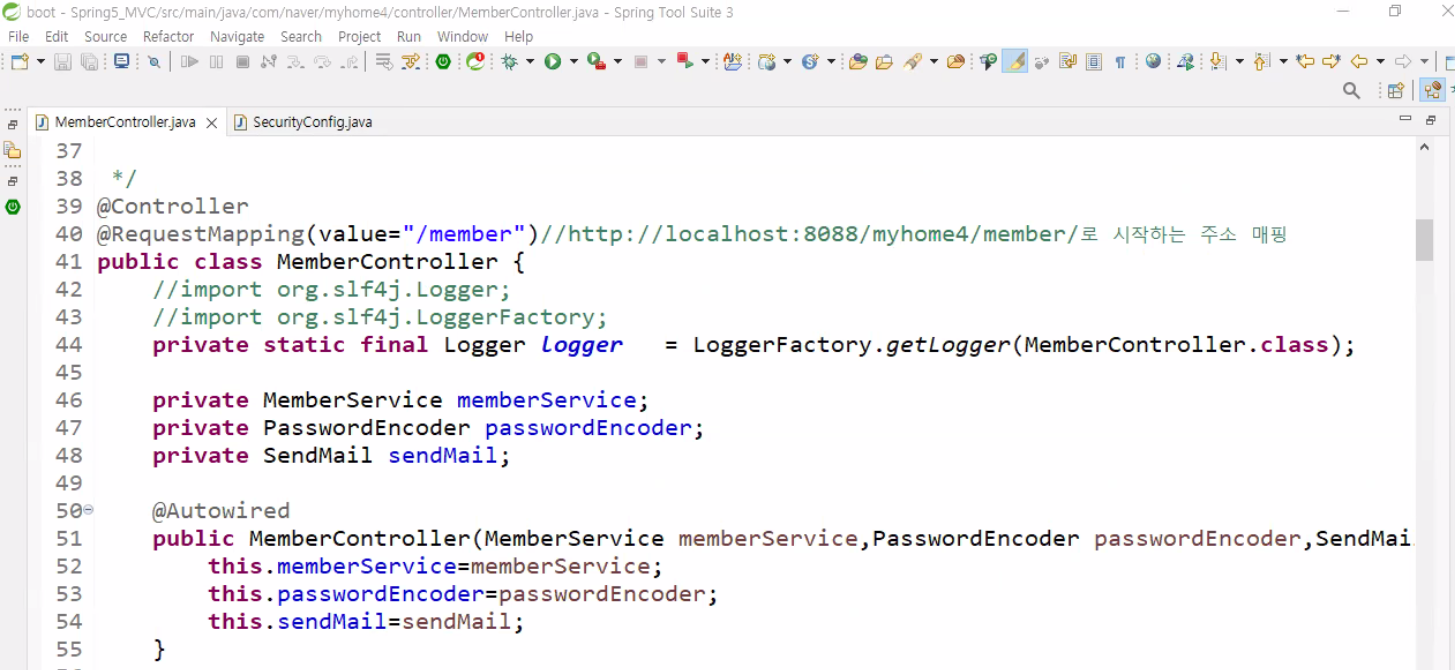 boot - Spring5_MVC/src/main/java/com/naver/myhome4/controller/MemberController.java - Spring Tool Suite 3
File Edit Source Refactor Navigate Search Project Run Window Help
MemberController.java SecurityConfig.java
37
38 */
39 @Controller
40 @RequestMapping(value="/member")//http://localhost:8088/myhome4/member/로 시작하는 주소 매핑
41 public class MemberController {
42 //import org.slf4j.Logger;
43 //import org.slf4j.LoggerFactory;
44 private static final Logger logger = LoggerFactory.getLogger(MemberController.class);
45
46 private MemberService memberService;
47 private PasswordEncoder passwordEncoder;
48 private SendMail sendMail;
49
50 @Autowired
51 public MemberController(MemberService memberService,PasswordEncoder passwordEncoder,SendMai
52 this.memberService=memberService;
53 this.passwordEncoder=passwordEncoder;
54 this.sendMail=sendMail;
55 }